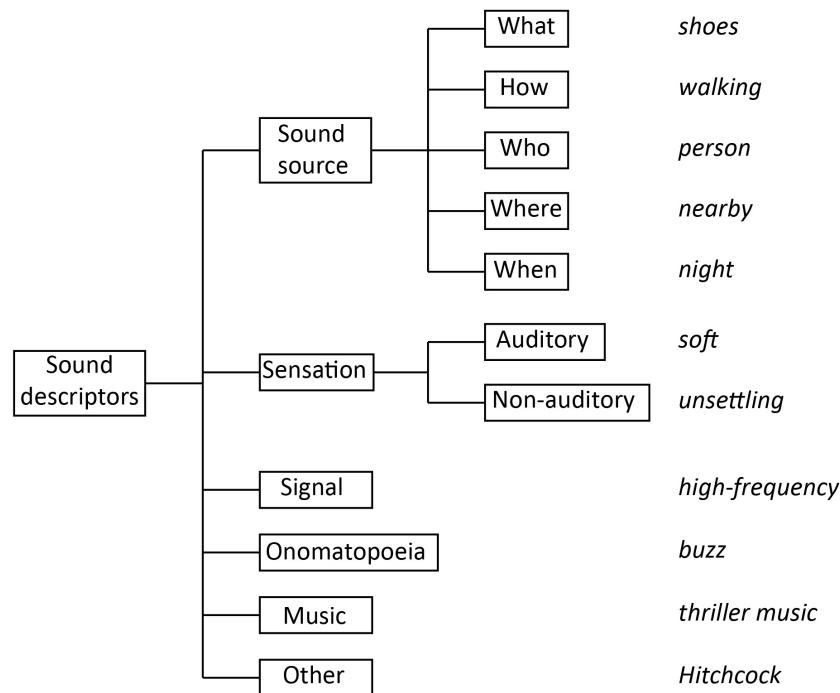 What shoes
How walking
Sound
source
Who person
Where nearby
When night
Auditory soft
Sound
descriptors
Sensation
Non-auditory unsettling
Signal high-frequency
Onomatopoeia buzz
Music thriller music
Other Hitchcock